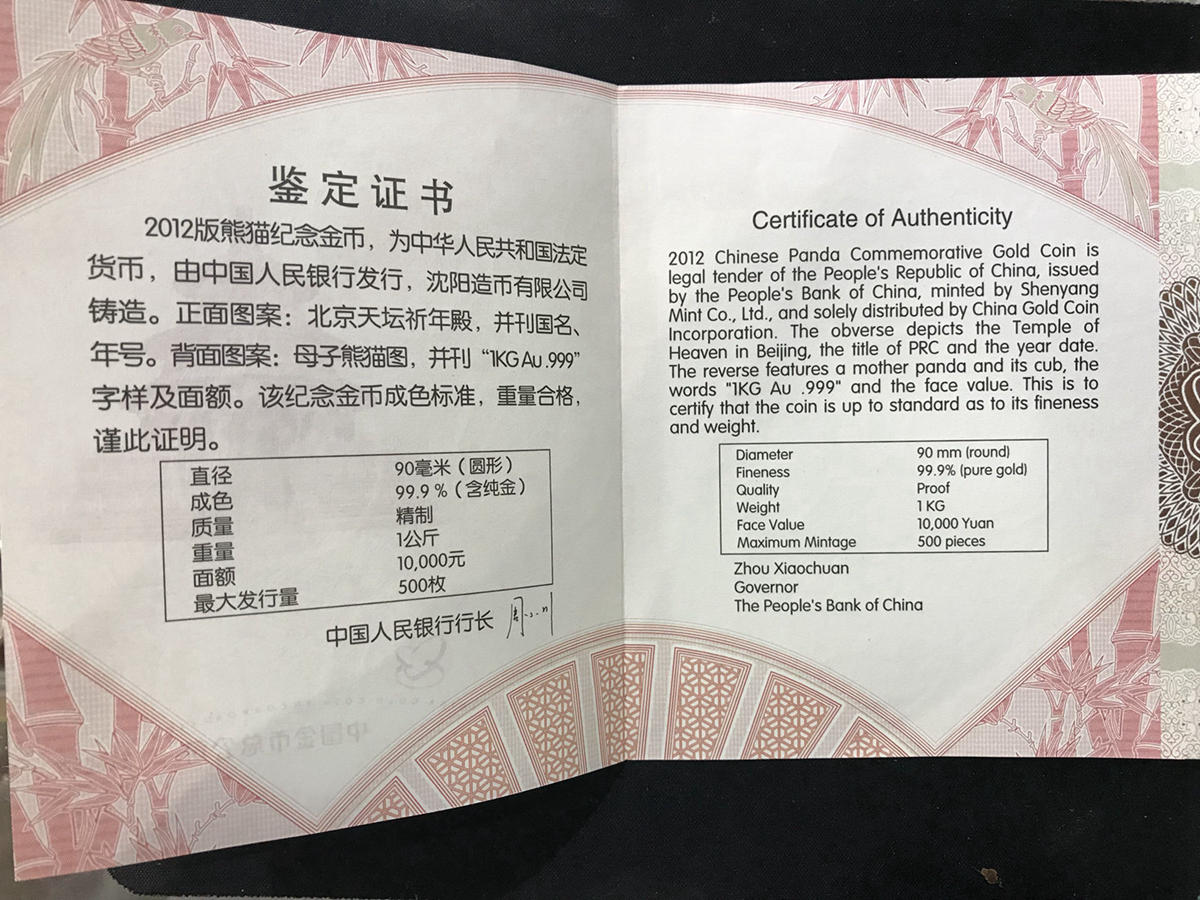 鉴定证书
2012版熊猫纪念金币，为中华人民共和国法定
货币，由中国人民银行发行，沈阳造币有限公司
铸造。正面图案：北京天坛祈年殿，并刊国名、
年号。背面图案：母子熊猫图，并刊“1KG Au .999”
字样及面额。该纪念金币成色标准，重量合格，
谨此证明。
直径 90毫米（圆形）
成色 99.9 %（含纯金）
质量 精制
重量 1公斤
面额 10,000元
最大发行量 500枚
中国人民银行行长
中国金币总公
Certificate of Authenticity
2012 Chinese Panda Commemorative Gold Coin is
legal tender of the People's Republic of China, issued
by the People's Bank of China, minted by Shenyang
Mint Co., Ltd., and solely distributed by China Gold Coin
Incorporation. The obverse depicts the Temple of
Heaven in Beijing, the title of PRC and the year date.
The reverse features a mother panda and its cub, the
words "1KG Au .999" and the face value. This is to
certify that the coin is up to standard as to its fineness
and weight.
Diameter 90 mm (round)
Fineness 99.9% (pure gold)
Quality Proof
Weight 1 KG
Face Value 10,000 Yuan
Maximum Mintage 500 pieces
Zhou Xiaochuan
Governor
The People's Bank of China